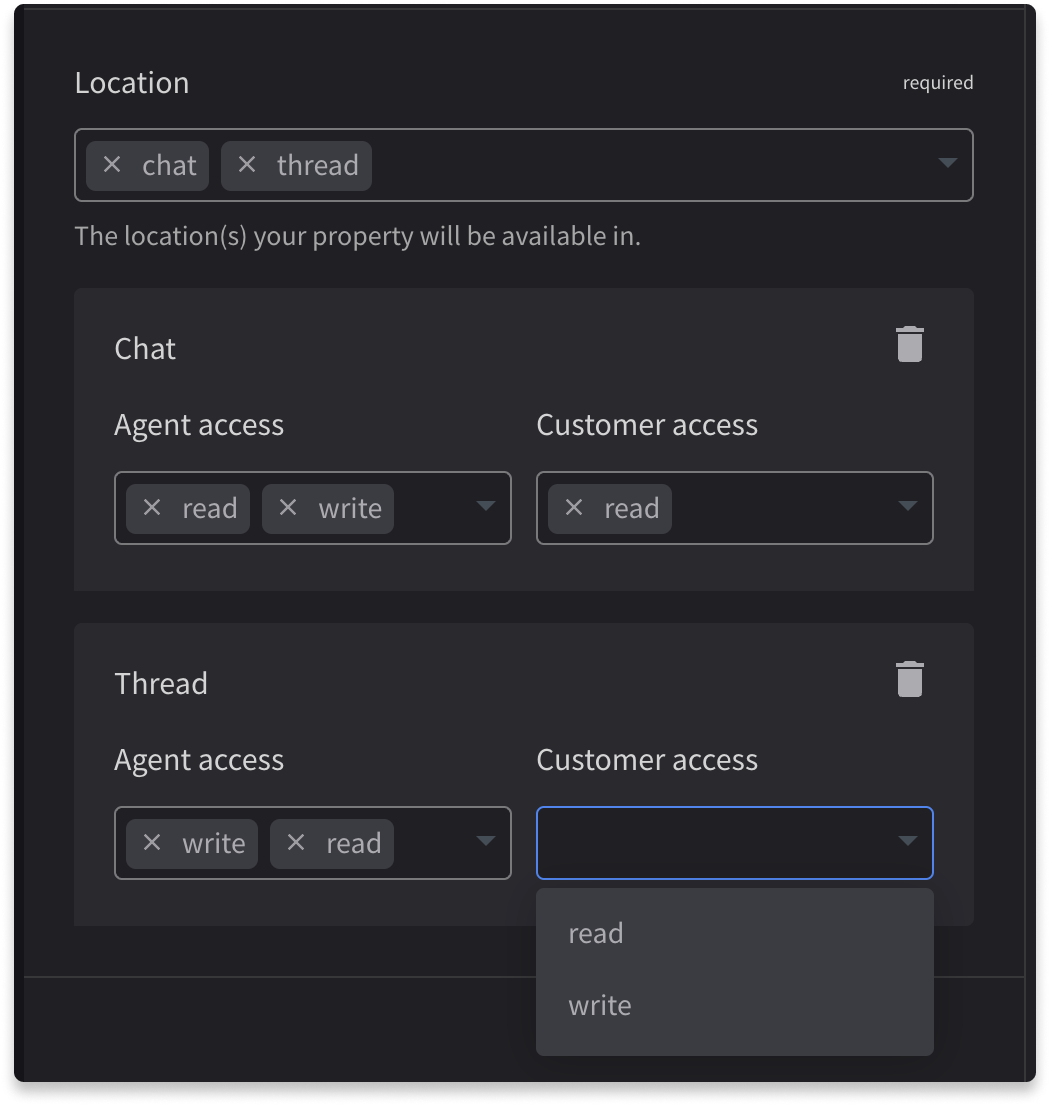 Location required
chat thread
The location(s) your property will be available in.
Chat
Agent access Customer access
read write read
Thread
Agent access Customer access
write read
read
write